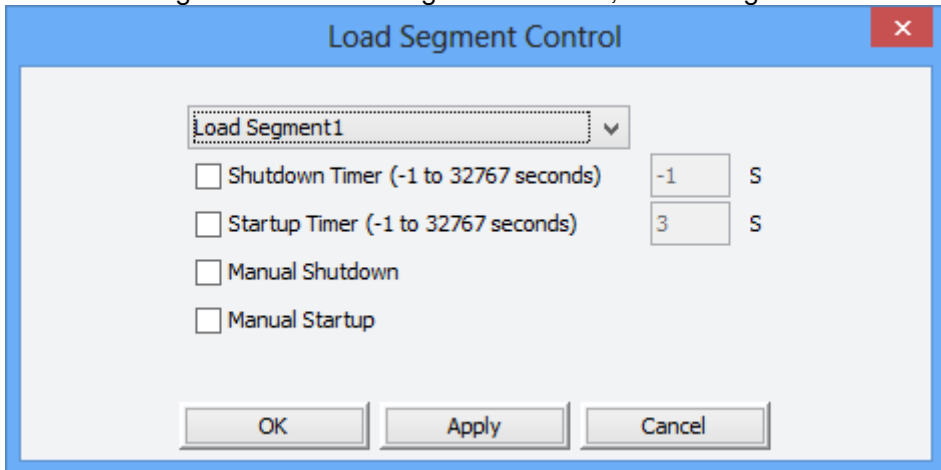 Load Segment Control
Load Segment1
Shutdown Timer (-1 to 32767 seconds) -1 S
Startup Timer (-1 to 32767 seconds) 3 S
Manual Shutdown
Manual Startup
OK Apply Cancel